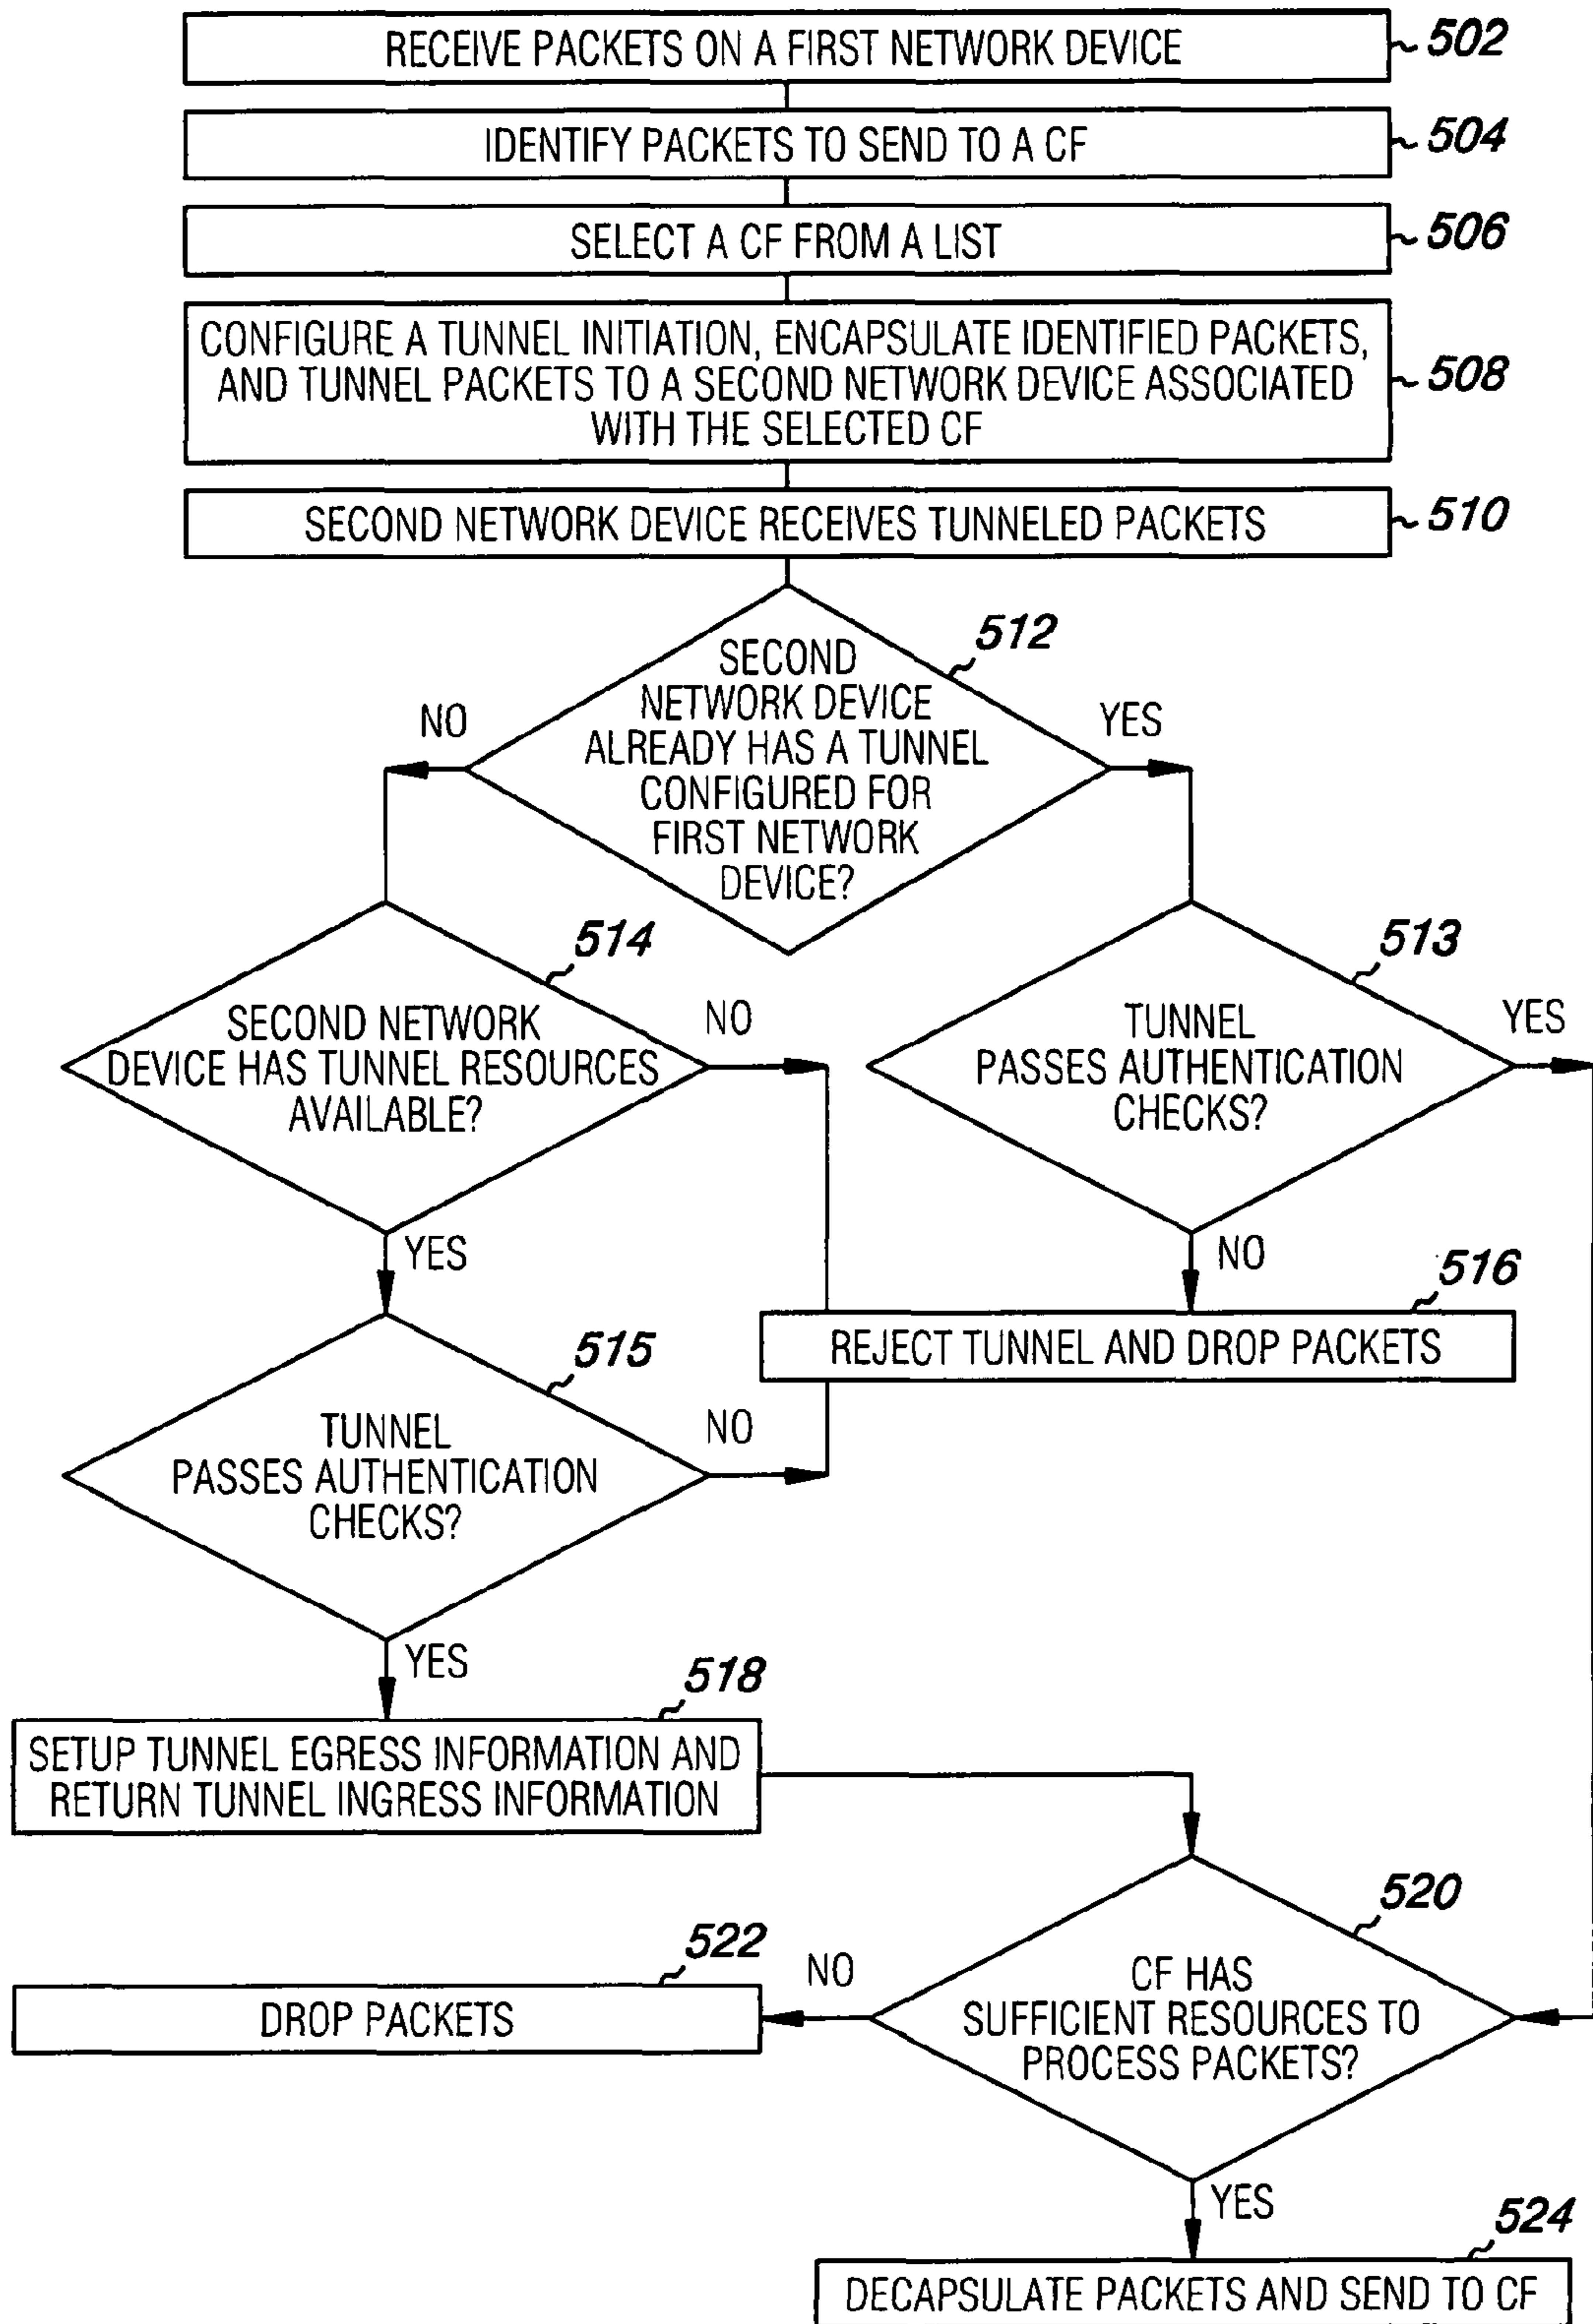 RECEIVE PACKETS ON A FIRST NETWORK DEVICE
502
IDENTIFY PACKETS TO SEND TO A CF
504
SELECT A CF FROM A LIST
506
CONFIGURE A TUNNEL INITIATION, ENCAPSULATE IDENTIFIED PACKETS,
AND TUNNEL PACKETS TO A SECOND NETWORK DEVICE ASSOCIATED
WITH THE SELECTED CF
508
SECOND NETWORK DEVICE RECEIVES TUNNELED PACKETS
510
512
SECOND
NETWORK DEVICE
ALREADY HAS A TUNNEL
CONFIGURED FOR
FIRST NETWORK
DEVICE?
NO
YES
514
SECOND NETWORK
DEVICE HAS TUNNEL RESOURCES
AVAILABLE?
NO
YES
513
TUNNEL
PASSES AUTHENTICATION
CHECKS?
YES
NO
516
REJECT TUNNEL AND DROP PACKETS
515
TUNNEL
PASSES AUTHENTICATION
CHECKS?
NO
YES
518
SETUP TUNNEL EGRESS INFORMATION AND
RETURN TUNNEL INGRESS INFORMATION
520
CF HAS
SUFFICIENT RESOURCES TO
PROCESS PACKETS?
NO
522
DROP PACKETS
YES
524
DECAPSULATE PACKETS AND SEND TO CF